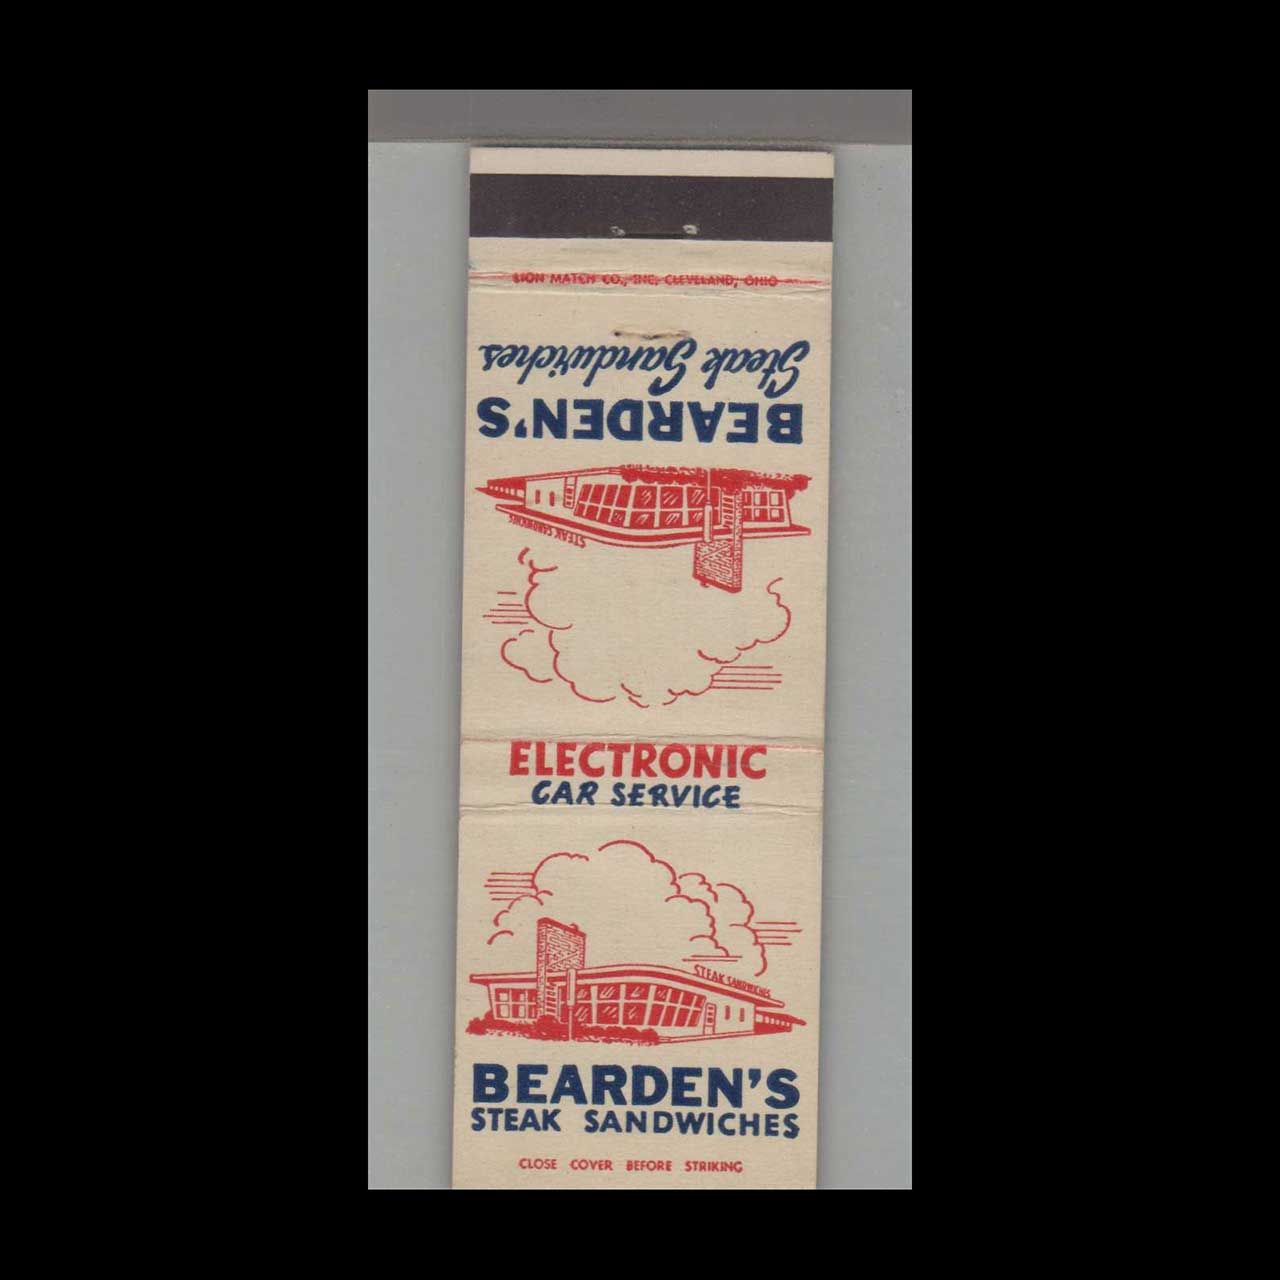 LION MATCH CO., INC. CLEVELAND, OHIO
Steak Sandwiches
BEARDEN'S
STEAK SANDWICHES
ELECTRONIC
CAR SERVICE
STEAK SANDWICHES
BEARDEN'S
STEAK SANDWICHES
CLOSE COVER BEFORE STRIKING